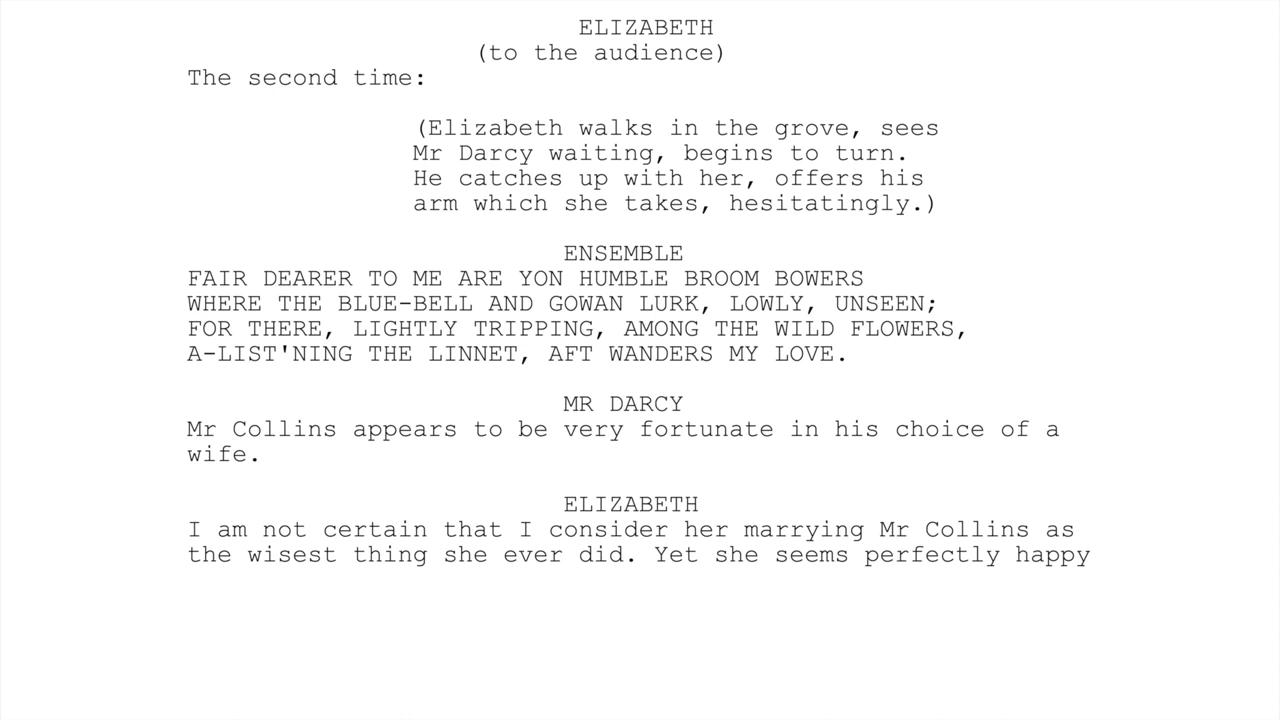 ELIZABETH
(to the audience)
The second time:
(Elizabeth walks in the grove, sees
Mr Darcy waiting, begins to turn.
He catches up with her, offers his
arm which she takes, hesitatingly.)
ENSEMBLE
FAIR DEARER TO ME ARE YON HUMBLE BROOM BOWERS
WHERE THE BLUE-BELL AND GOWAN LURK, LOWLY, UNSEEN;
FOR THERE, LIGHTLY TRIPPING, AMONG THE WILD FLOWERS,
A-LIST'NING THE LINNET, AFT WANDERS MY LOVE.
MR DARCY
Mr Collins appears to be very fortunate in his choice of a
wife.
ELIZABETH
I am not certain that I consider her marrying Mr Collins as
the wisest thing she ever did. Yet she seems perfectly happy